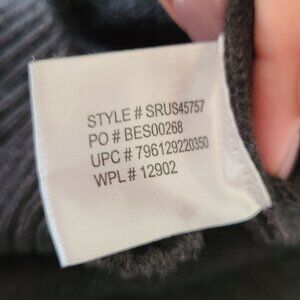 STYLE # SRUS45757
PO # BES00268
UPC # 796129220350
WPL# 12902